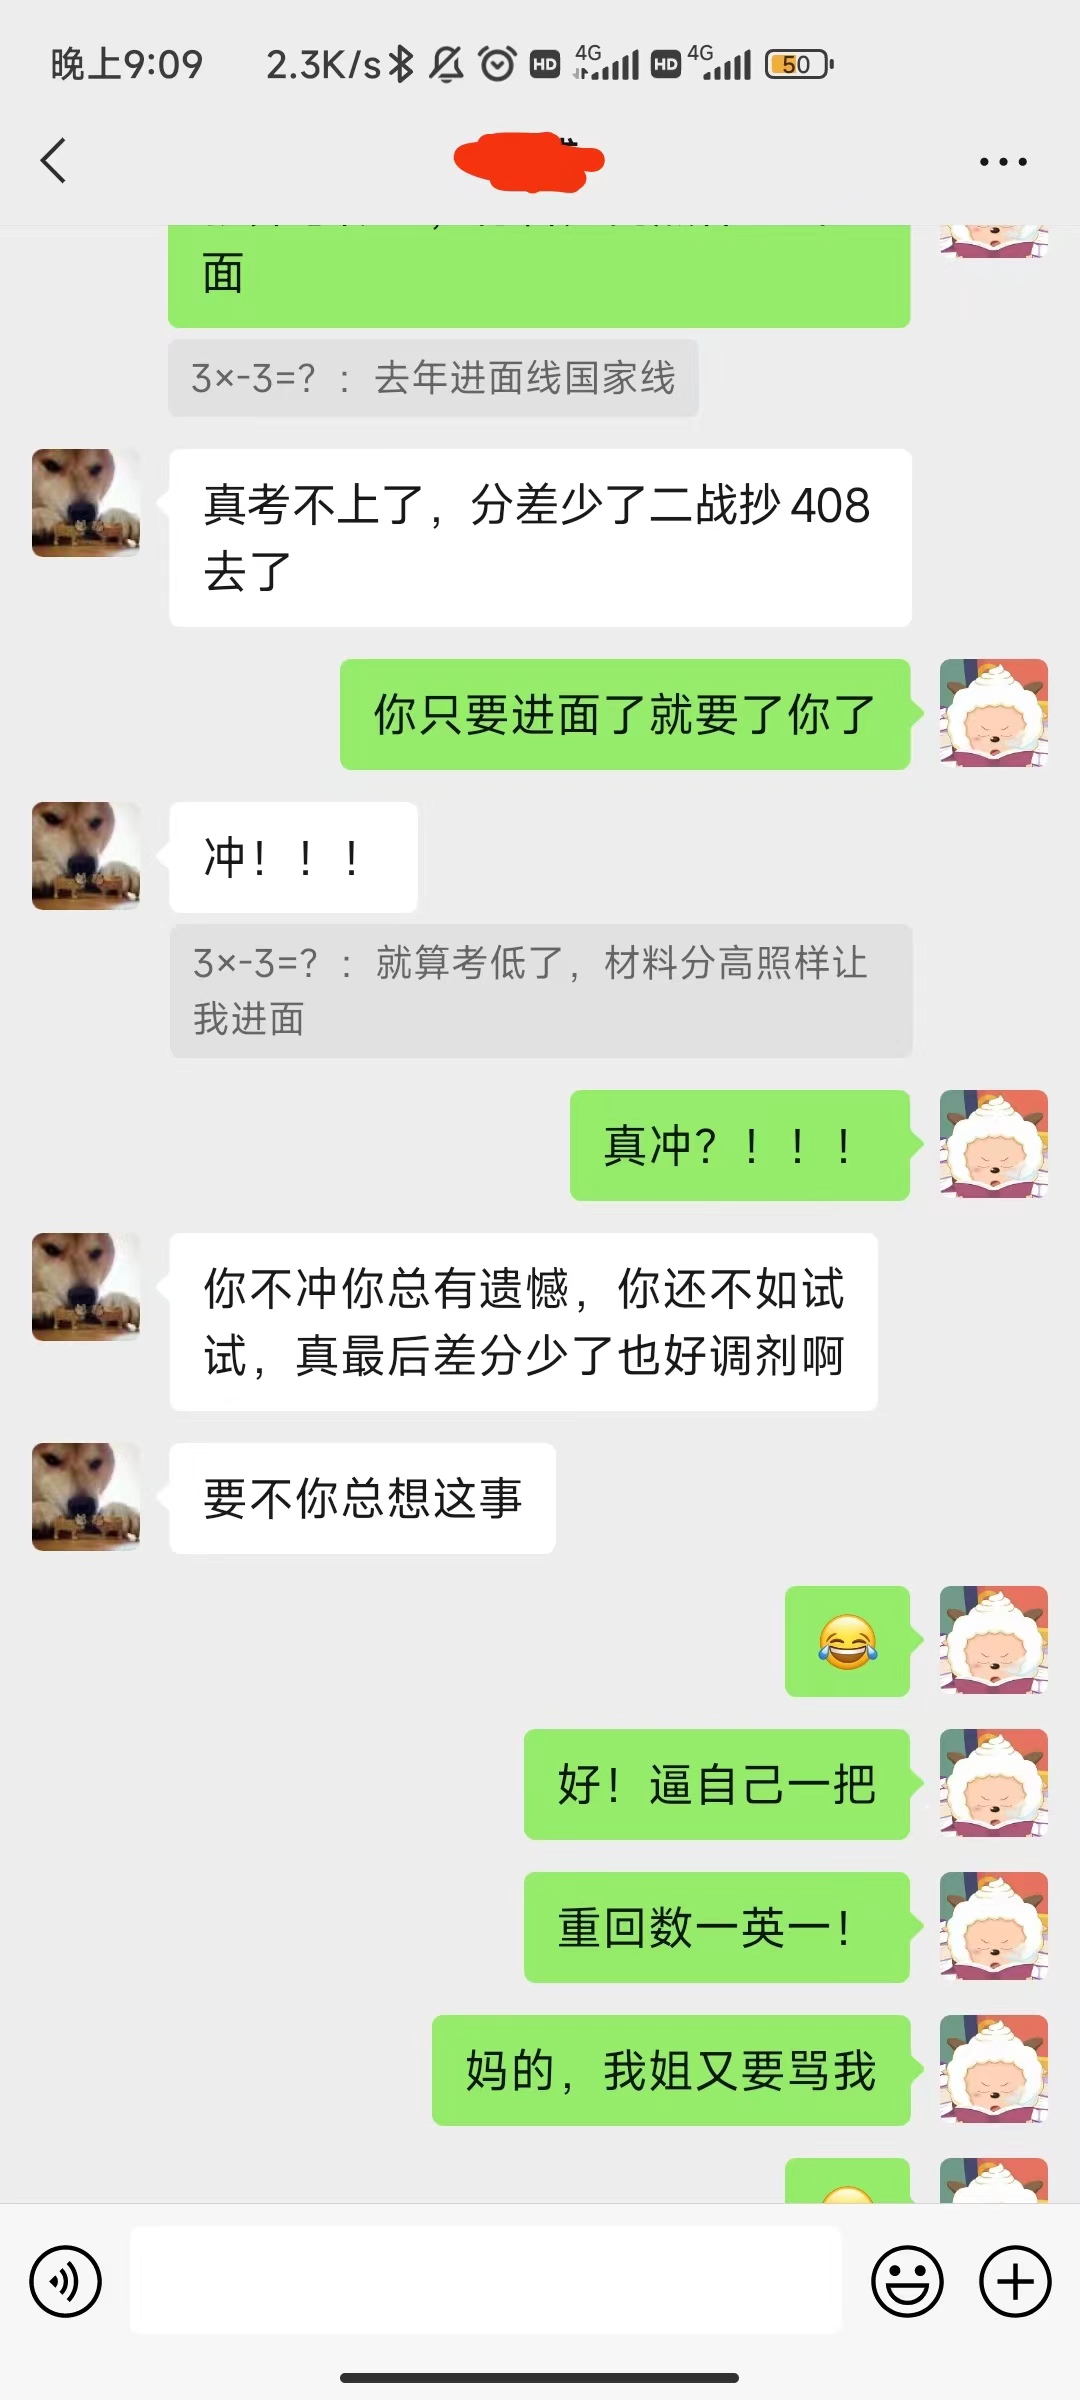 晚上9:09 2.3K/s HD 4G HD 4G 50
面
3×-3=?：去年进面线国家线
真考不上了，分差少了二战抄408
去了
你只要进面了就要了你了
冲！！！
3×-3=?：就算考低了，材料分高照样让
我进面
真冲？！！！
你不冲你总有遗憾，你还不如试
试，真最后差分少了也好调剂啊
要不你总想这事
好！逼自己一把
重回数一英一！
妈的，我姐又要骂我